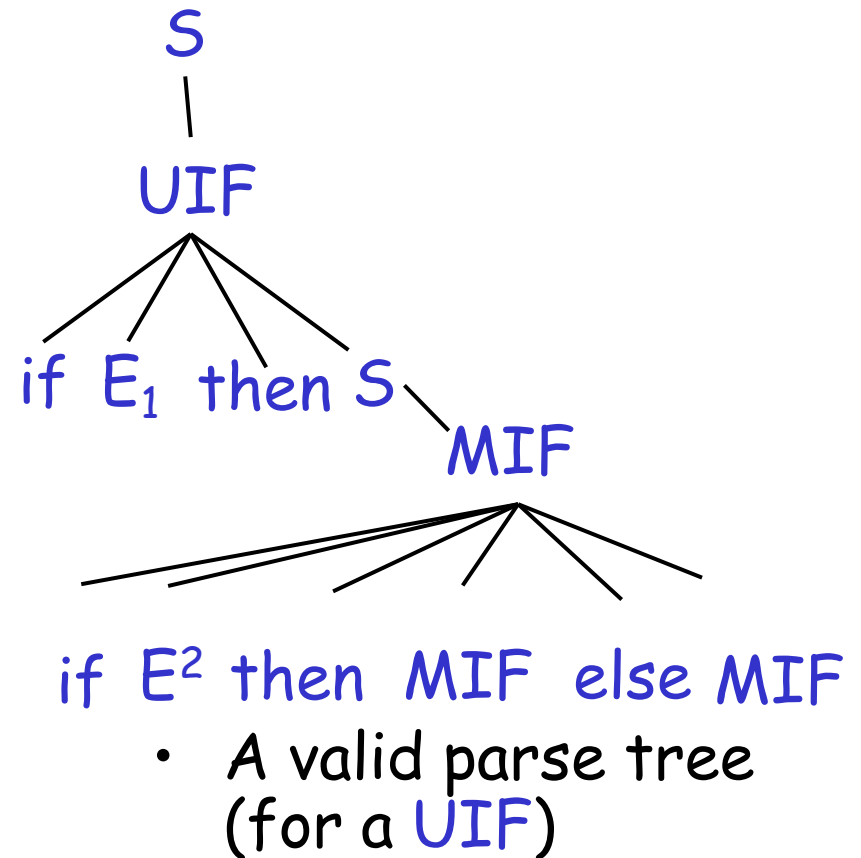 S
UIF
if E₁ then S
MIF
if E² then MIF else MIF
• A valid parse tree
(for a UIF)